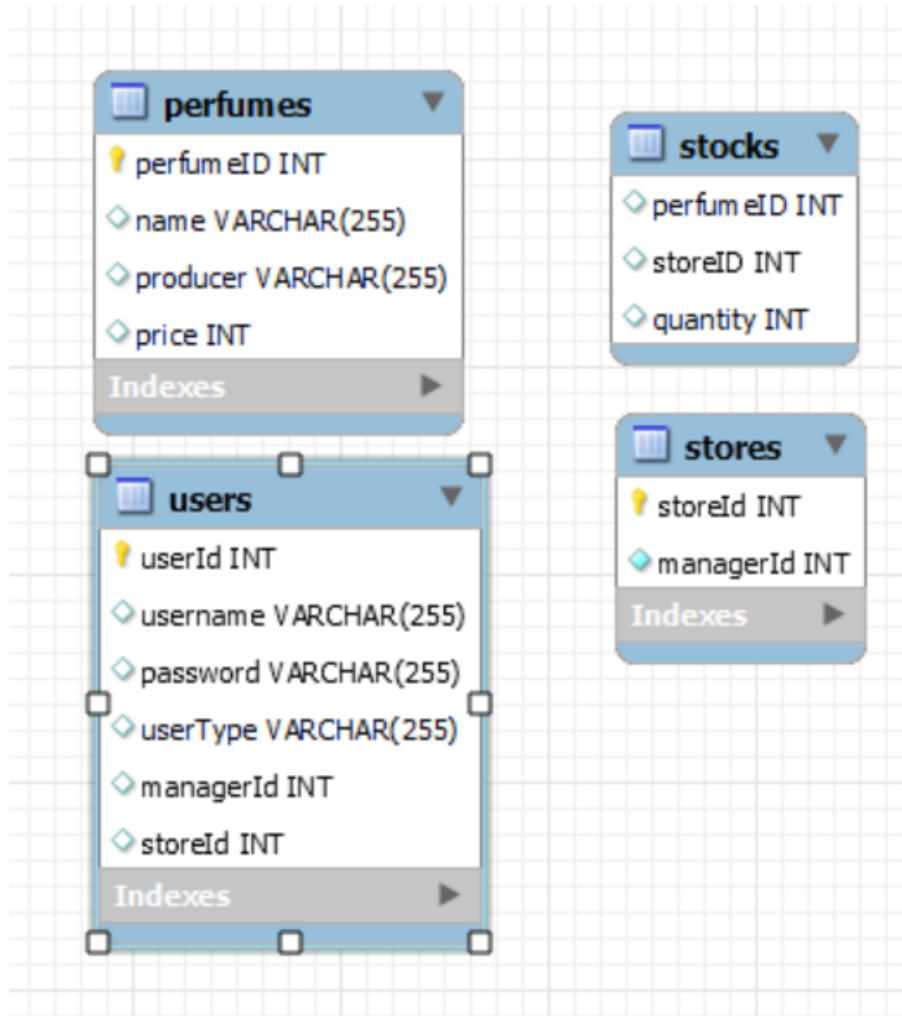 perfumes
perfumeID INT
name VARCHAR(255)
producer VARCHAR(255)
price INT
Indexes
stocks
perfumeID INT
storeID INT
quantity INT
users
userId INT
username VARCHAR(255)
password VARCHAR(255)
userType VARCHAR(255)
managerId INT
storeId INT
Indexes
stores
storeId INT
managerId INT
Indexes